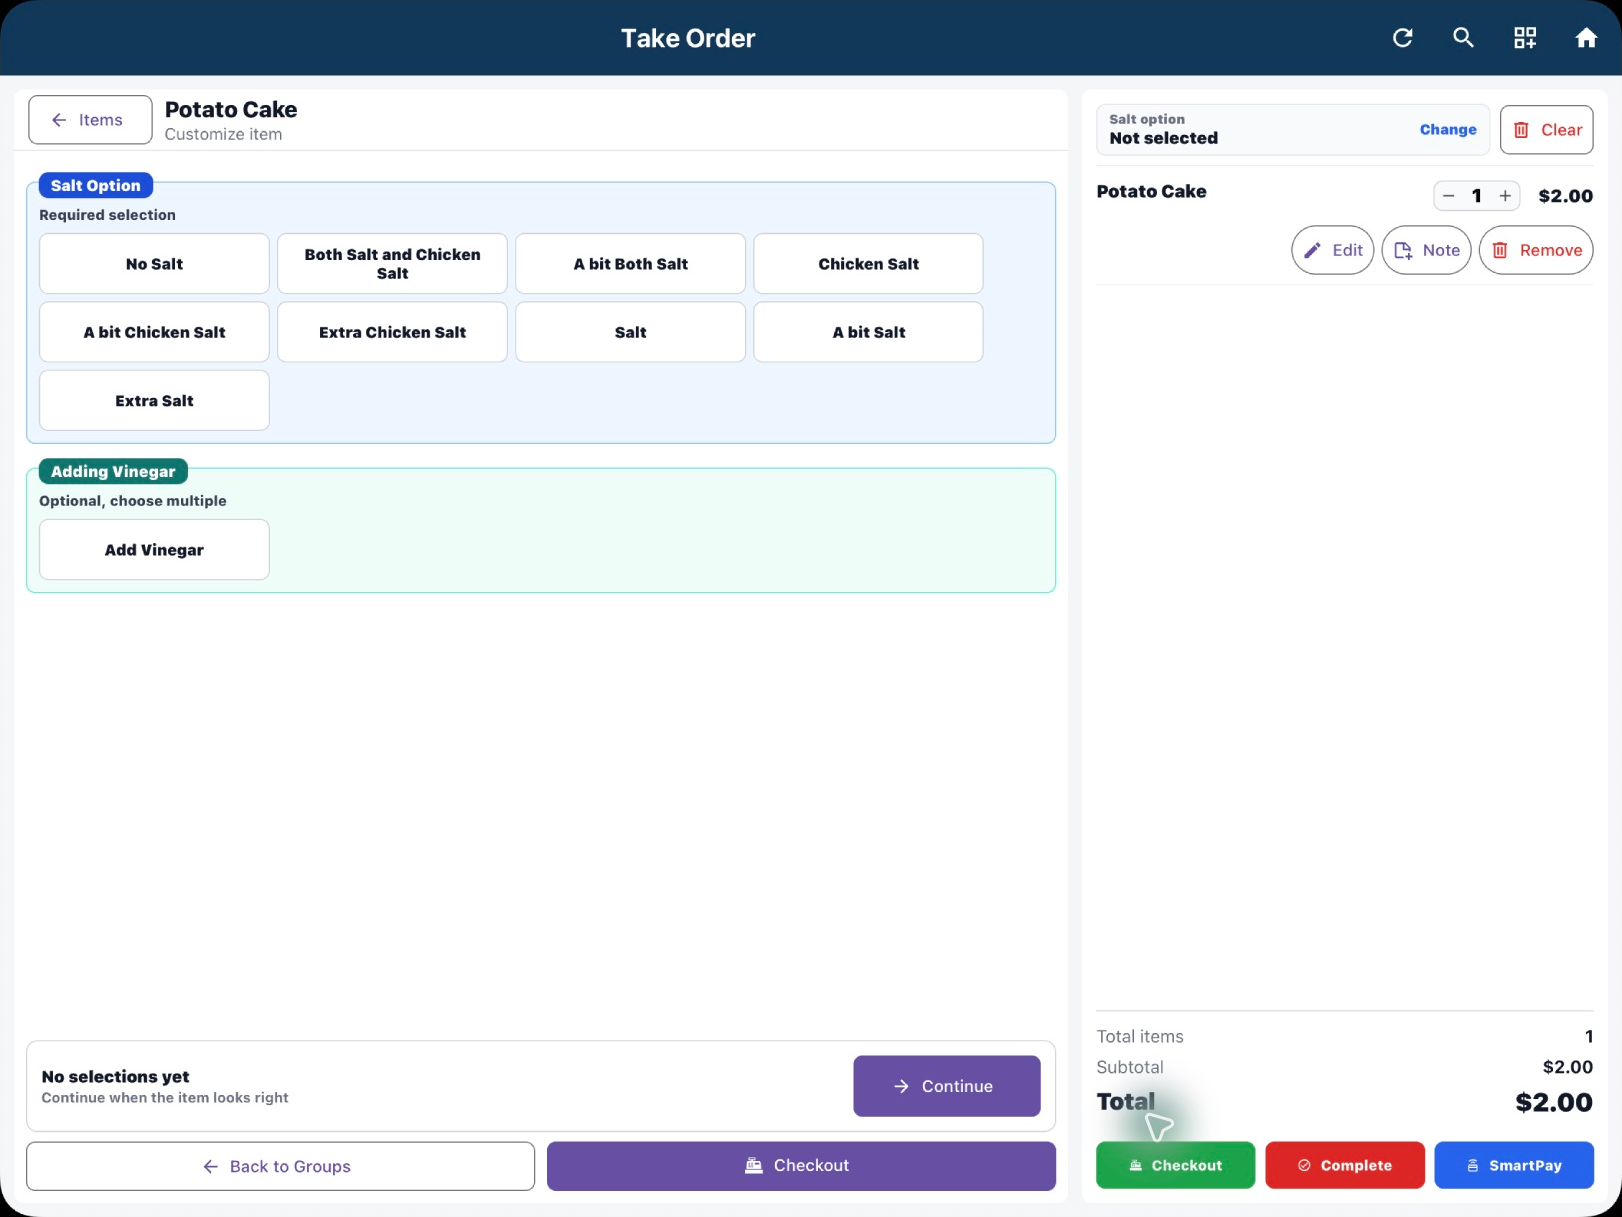 Take Order
Items
Potato Cake
Customize item
Salt Option
Required selection
No Salt
Both Salt and Chicken
Salt
A bit Both Salt
Chicken Salt
A bit Chicken Salt
Extra Chicken Salt
Salt
A bit Salt
Extra Salt
Adding Vinegar
Optional, choose multiple
Add Vinegar
No selections yet
Continue when the item looks right
Continue
Back to Groups
Checkout
Salt option
Not selected
Change
Clear
Potato Cake
1
$2.00
Edit
Note
Remove
Total items 1
Subtotal $2.00
Total $2.00
Checkout
Complete
SmartPay